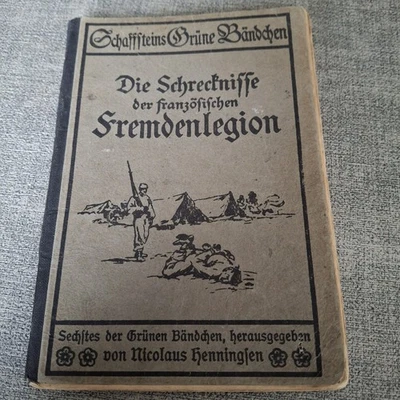 Schaffsteins Grüne Bändchen
Die Schrecknisse
der französischen
Fremdenlegion
Sechstes der Grünen Bändchen, herausgegeben
von Nicolaus Henningsen